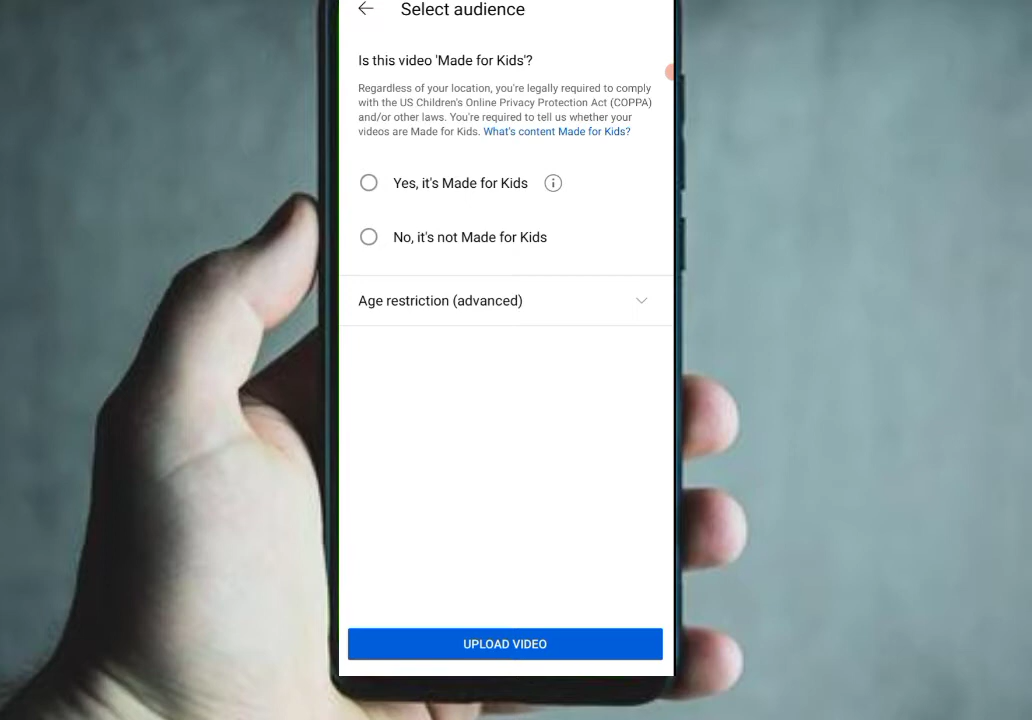 Select audience
Is this video 'Made for Kids'?
Regardless of your location, you're legally required to comply
with the US Children's Online Privacy Protection Act (COPPA)
and/or other laws. You're required to tell us whether your
videos are Made for Kids. What's content Made for Kids?
Yes, it's Made for Kids
No, it's not Made for Kids
Age restriction (advanced)
UPLOAD VIDEO